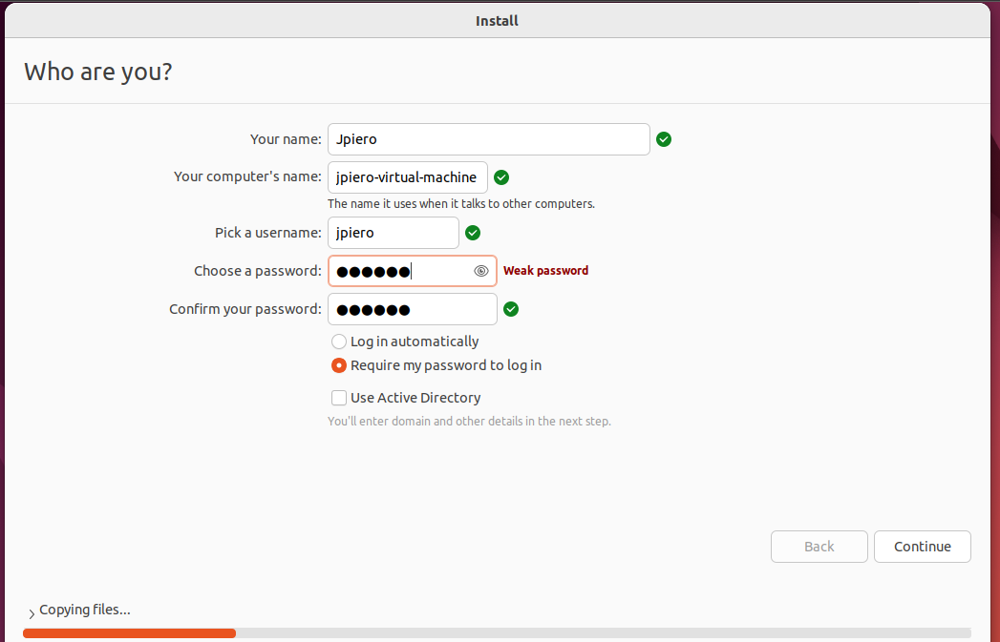 Install
Who are you?
Your name: Jpiero
Your computer's name: jpiero-virtual-machine
The name it uses when it talks to other computers.
Pick a username: jpiero
Choose a password: ●●●●●● Weak password
Confirm your password: ●●●●●●
Log in automatically
Require my password to log in
Use Active Directory
You'll enter domain and other details in the next step.
Back Continue
Copying files...